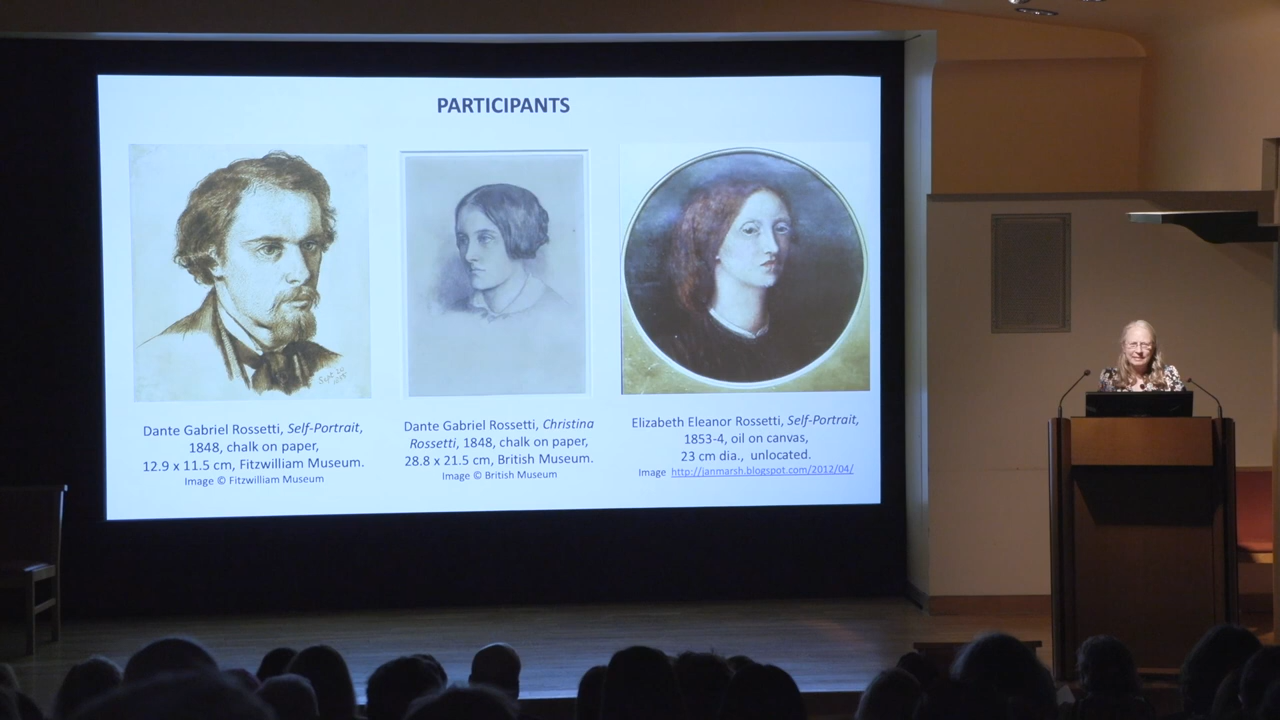 PARTICIPANTS
Dante Gabriel Rossetti, Self-Portrait,
1848, chalk on paper,
12.9 x 11.5 cm, Fitzwilliam Museum.
Image © Fitzwilliam Museum
Dante Gabriel Rossetti, Christina
Rossetti, 1848, chalk on paper,
28.8 x 21.5 cm, British Museum.
Image © British Museum
Elizabeth Eleanor Rossetti, Self-Portrait,
1853-4, oil on canvas,
23 cm dia., unlocated.
Image http://janmarsh.blogspot.com/2012/04/
Sept 20